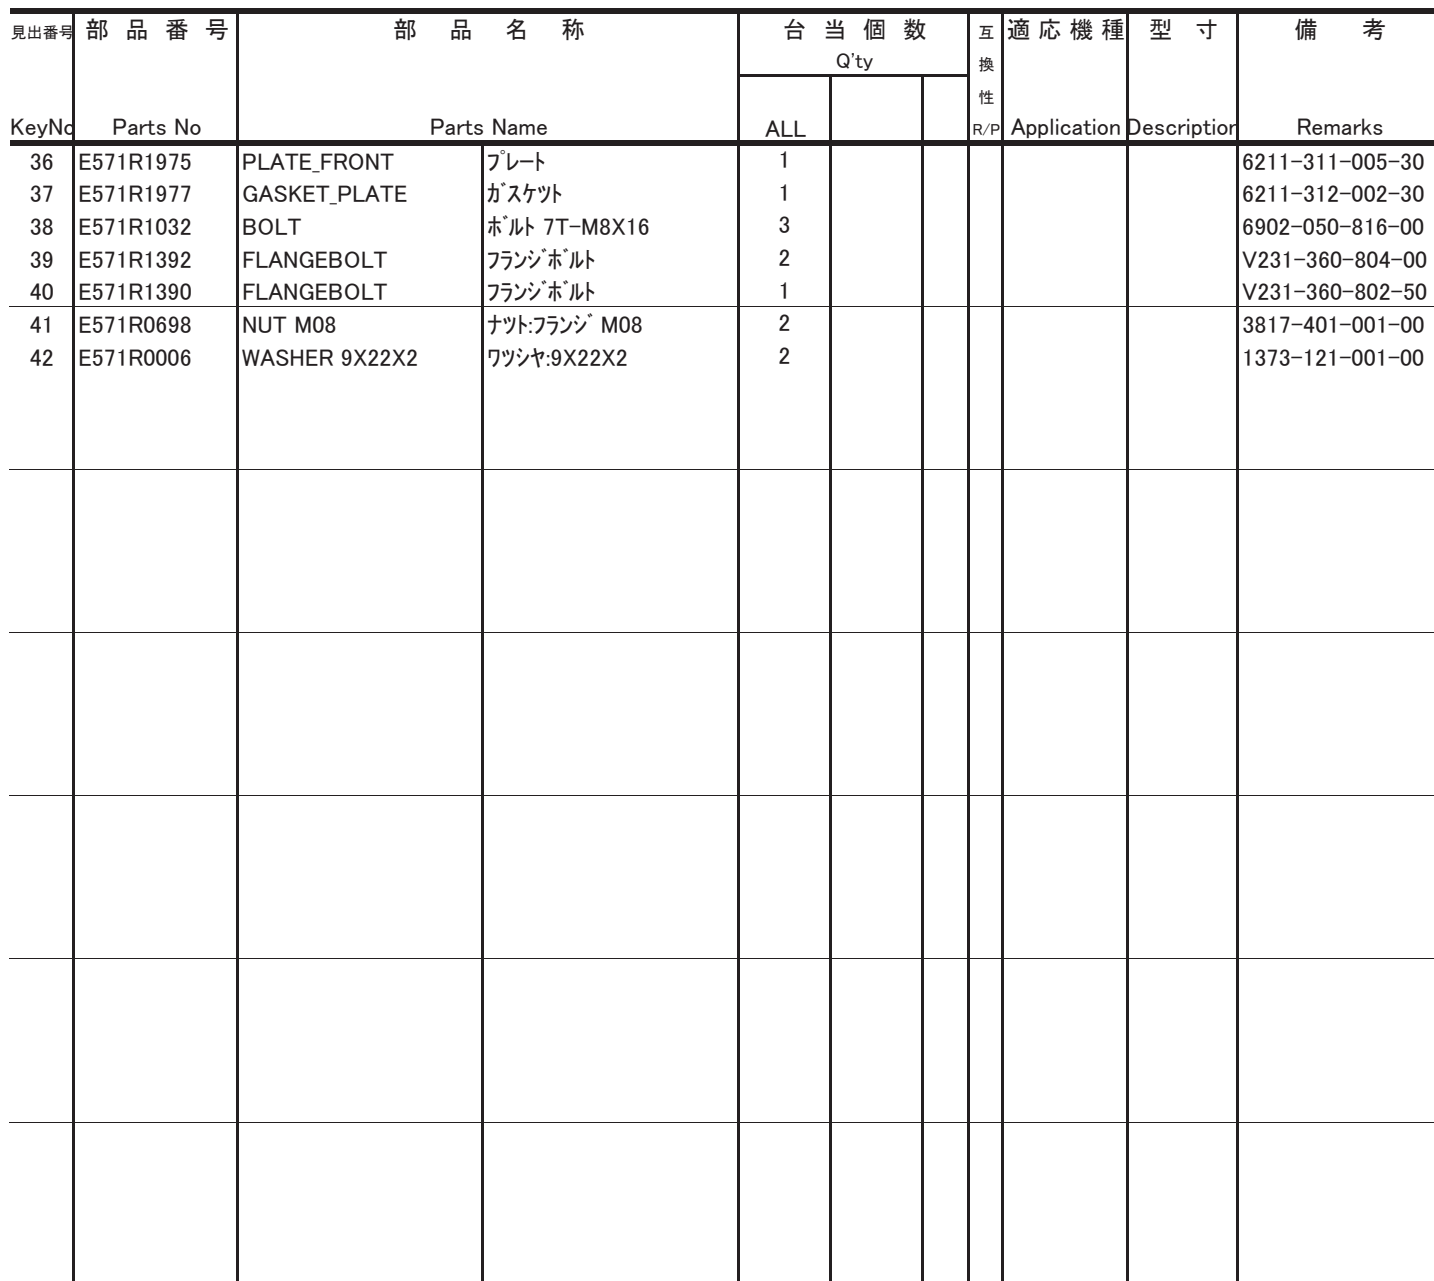 見出番号 部品番号 部品名称 台当個数 互換性 適応機種 型寸 備考
Q'ty
KeyNo Parts No Parts Name ALL R/P Application Description Remarks
36 E571R1975 PLATE_FRONT ﾌﾟﾚｰﾄ 1 6211-311-005-30
37 E571R1977 GASKET_PLATE ｶﾞｽｹﾂﾄ 1 6211-312-002-30
38 E571R1032 BOLT ﾎﾞﾙﾄ 7T-M8X16 3 6902-050-816-00
39 E571R1392 FLANGEBOLT ﾌﾗﾝｼﾞﾎﾞﾙﾄ 2 V231-360-804-00
40 E571R1390 FLANGEBOLT ﾌﾗﾝｼﾞﾎﾞﾙﾄ 1 V231-360-802-50
41 E571R0698 NUT M08 ﾅﾂﾄ:ﾌﾗﾝｼﾞ M08 2 3817-401-001-00
42 E571R0006 WASHER 9X22X2 ﾜﾂｼﾔ:9X22X2 2 1373-121-001-00